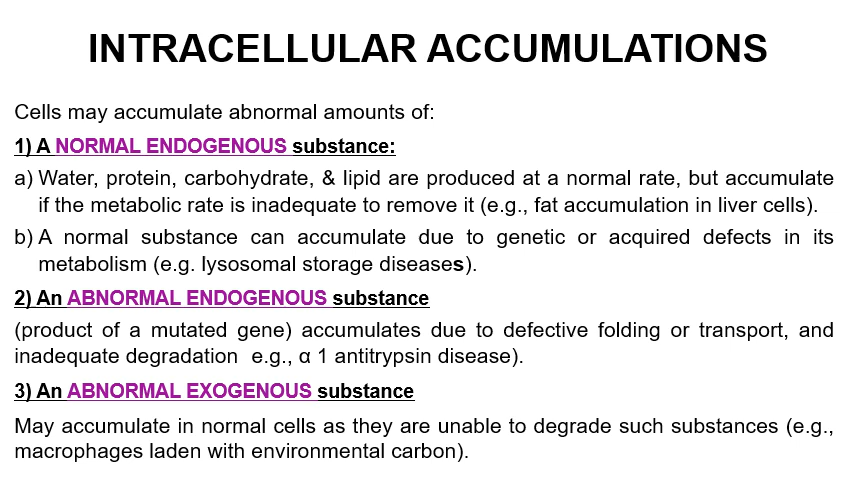 INTRACELLULAR ACCUMULATIONS
Cells may accumulate abnormal amounts of:
1) A NORMAL ENDOGENOUS substance:
a) Water, protein, carbohydrate, & lipid are produced at a normal rate, but accumulate
if the metabolic rate is inadequate to remove it (e.g., fat accumulation in liver cells).
b) A normal substance can accumulate due to genetic or acquired defects in its
metabolism (e.g. lysosomal storage diseases).
2) An ABNORMAL ENDOGENOUS substance
(product of a mutated gene) accumulates due to defective folding or transport, and
inadequate degradation e.g., α 1 antitrypsin disease).
3) An ABNORMAL EXOGENOUS substance
May accumulate in normal cells as they are unable to degrade such substances (e.g.,
macrophages laden with environmental carbon).